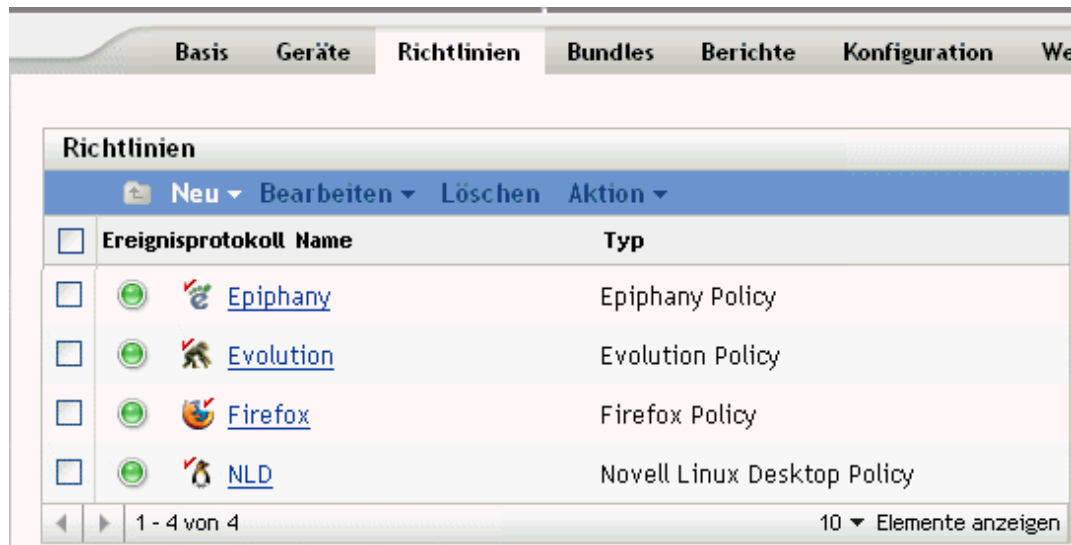 Basis Geräte Richtlinien Bundles Berichte Konfiguration We
Richtlinien
Neu Bearbeiten Löschen Aktion
Ereignisprotokoll Name Typ
Epiphany Epiphany Policy
Evolution Evolution Policy
Firefox Firefox Policy
NLD Novell Linux Desktop Policy
1 - 4 von 4 10 Elemente anzeigen